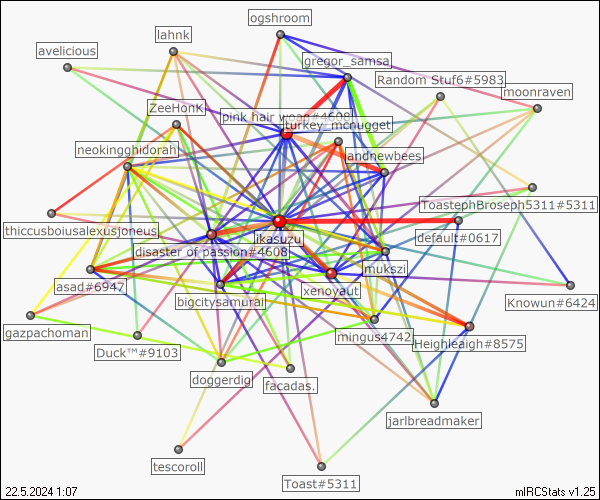 ogshroom
lahnk
avelicious
gregor_samsa
Random Stuf6#5983
moonraven
ZeeHonK
pink hair woan#4608
turkey_mcnugget
neokingghidorah
andnewbees
ToastephBroseph5311#5311
thiccusboiusalexusjoneus
default#0617
ikasuzu
disaster of passion#4608
mukszi
asad#6947
xenovaut
bigcitysamurai
Knowun#6424
gazpachoman
mingus4742
Heighleaigh#8575
Duck™#9103
doggerdig
facadas.
jarlbreadmaker
tescoroll
Toast#5311
22.5.2024 1:07
mIRCStats v1.25